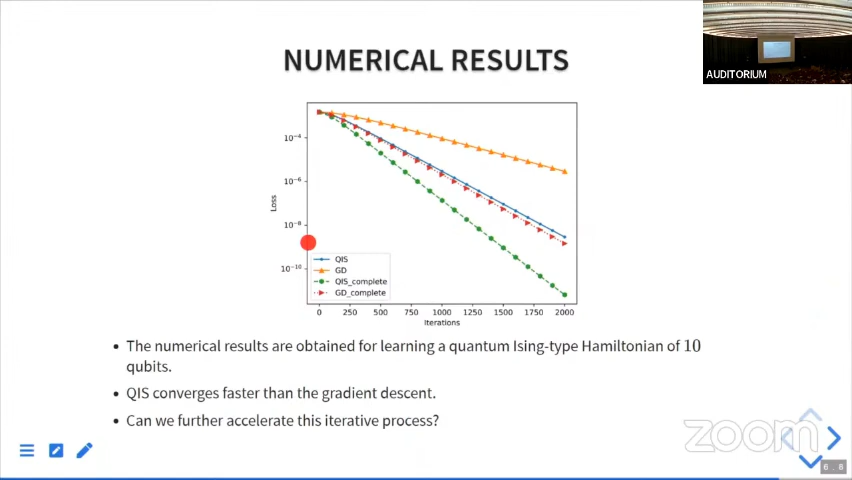 AUDITORIUM
NUMERICAL RESULTS
10⁻⁴
10⁻⁶
10⁻⁸
10⁻¹⁰
Loss
QIS
GD
QIS_complete
GD_complete
0 250 500 750 1000 1250 1500 1750 2000
Iterations
• The numerical results are obtained for learning a quantum Ising-type Hamiltonian of 10
qubits.
• QIS converges faster than the gradient descent.
• Can we further accelerate this iterative process?
zoom
6 . 8